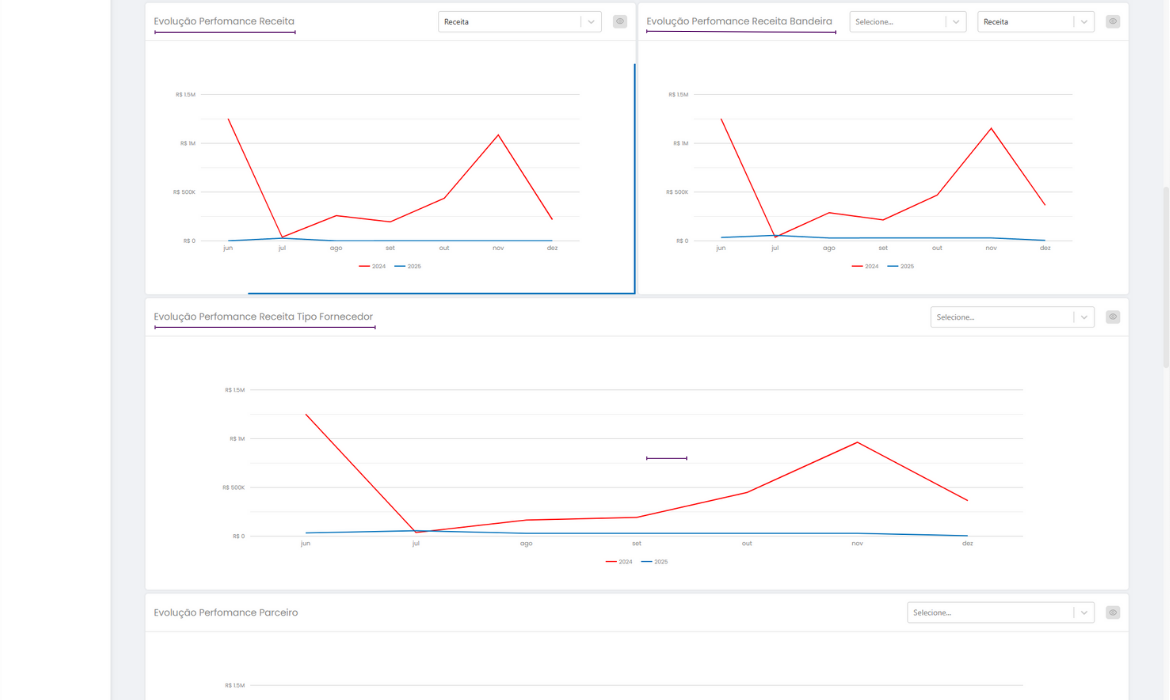 Evolução Perfomance Receita
Receita
R$ 1.5M
R$ 1M
R$ 500K
R$ 0
jun jul ago set out nov dez
2024 2025
Evolução Perfomance Receita Bandeira
Selecione...
Receita
R$ 1.5M
R$ 1M
R$ 500K
R$ 0
jun jul ago set out nov dez
2024 2025
Evolução Perfomance Receita Tipo Fornecedor
Selecione...
R$ 1.5M
R$ 1M
R$ 500K
R$ 0
jun jul ago set out nov dez
2024 2025
Evolução Perfomance Parceiro
Selecione...
R$ 1.5M